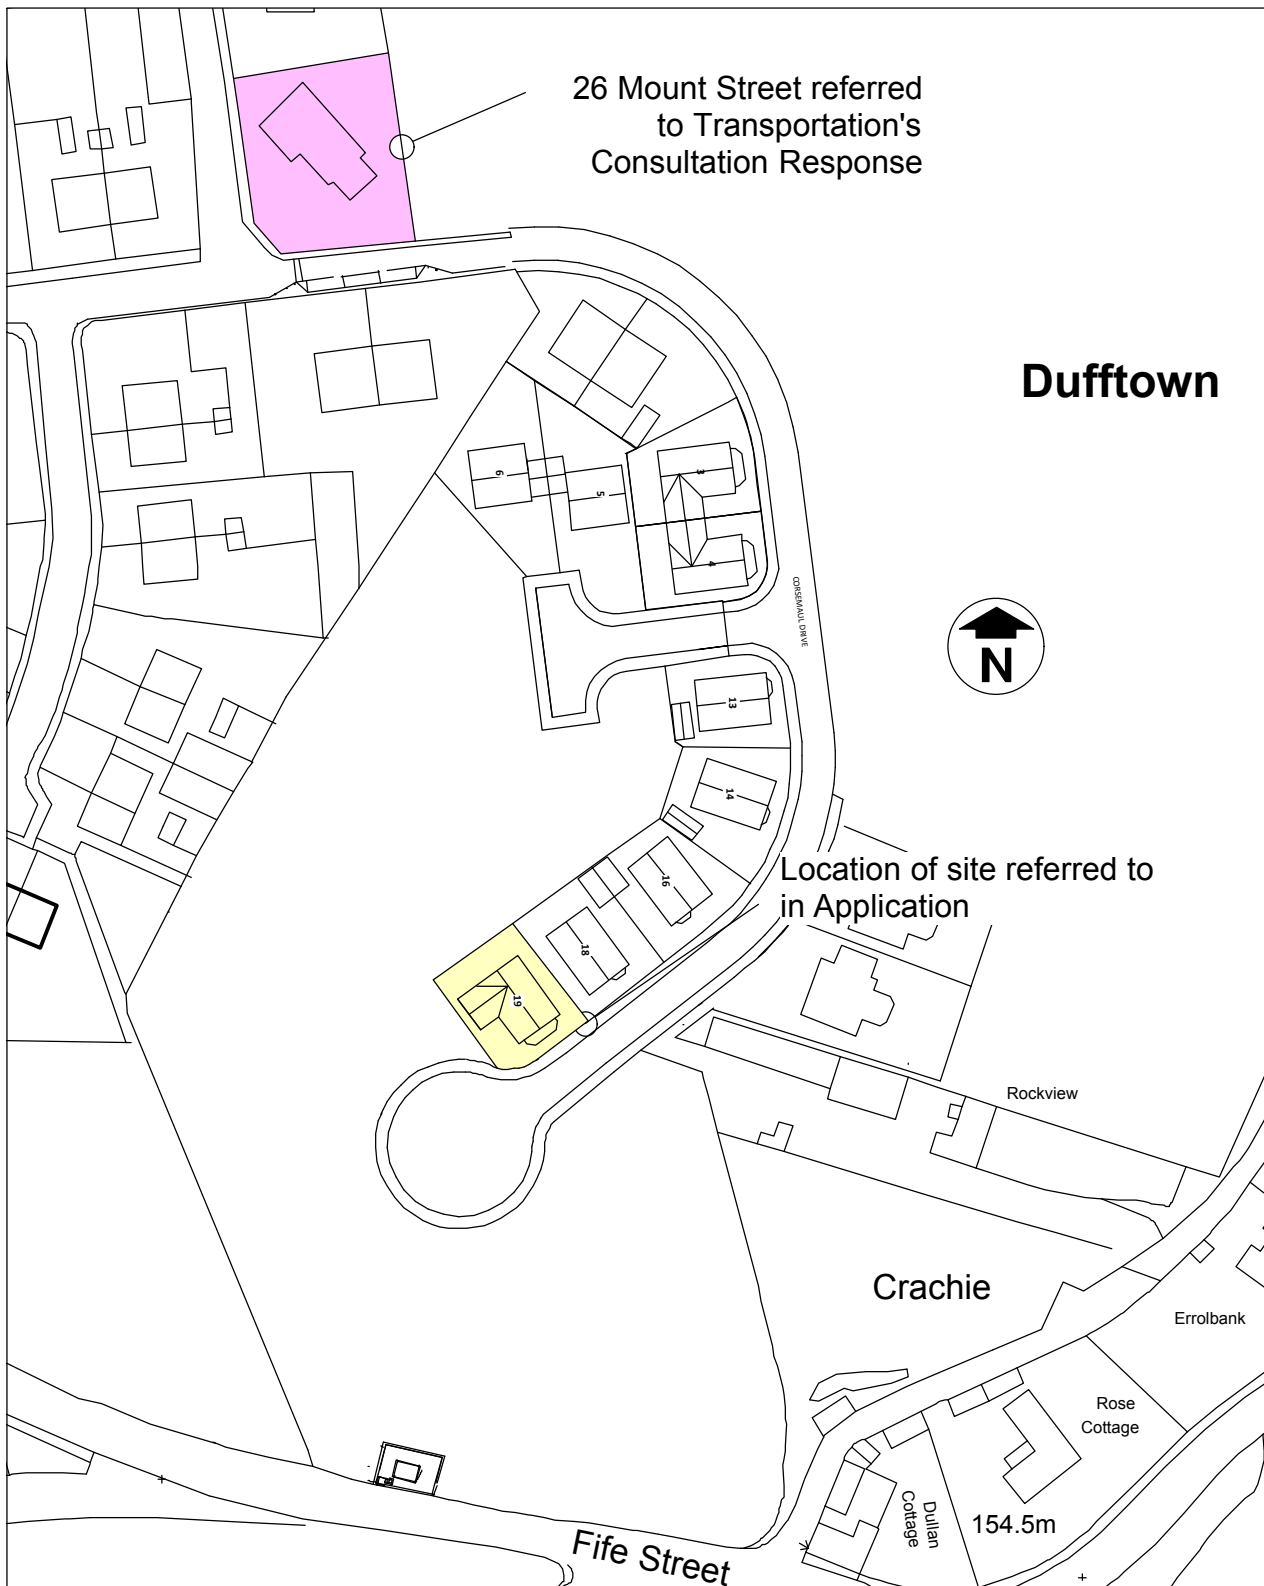 26 Mount Street referred
to Transportation's
Consultation Response
Dufftown
6
5
3
4
CORSEMAUL DRIVE
N
13
14
16
Location of site referred to
in Application
18
19
Rockview
Crachie
Errolbank
Rose
Cottage
Dullan
Cottage
154.5m
Fife Street